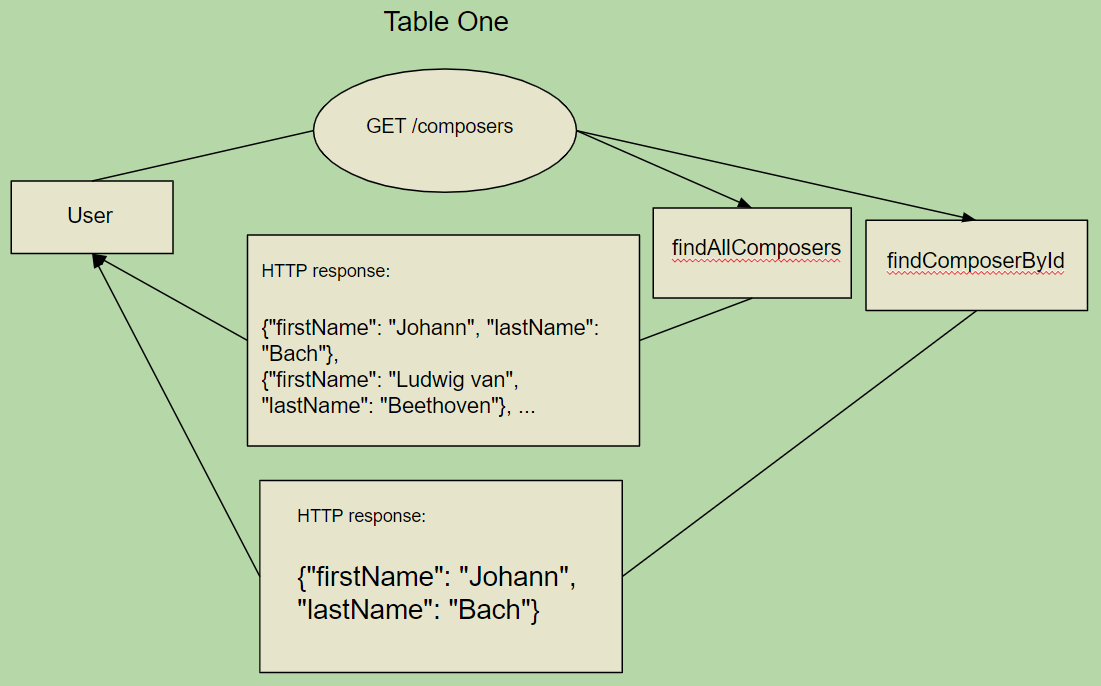 Table One
GET /composers
User
findAllComposers
findComposerById
HTTP response:
{"firstName": "Johann", "lastName":
"Bach"},
{"firstName": "Ludwig van",
"lastName": "Beethoven"}, ...
HTTP response:
{"firstName": "Johann",
"lastName": "Bach"}